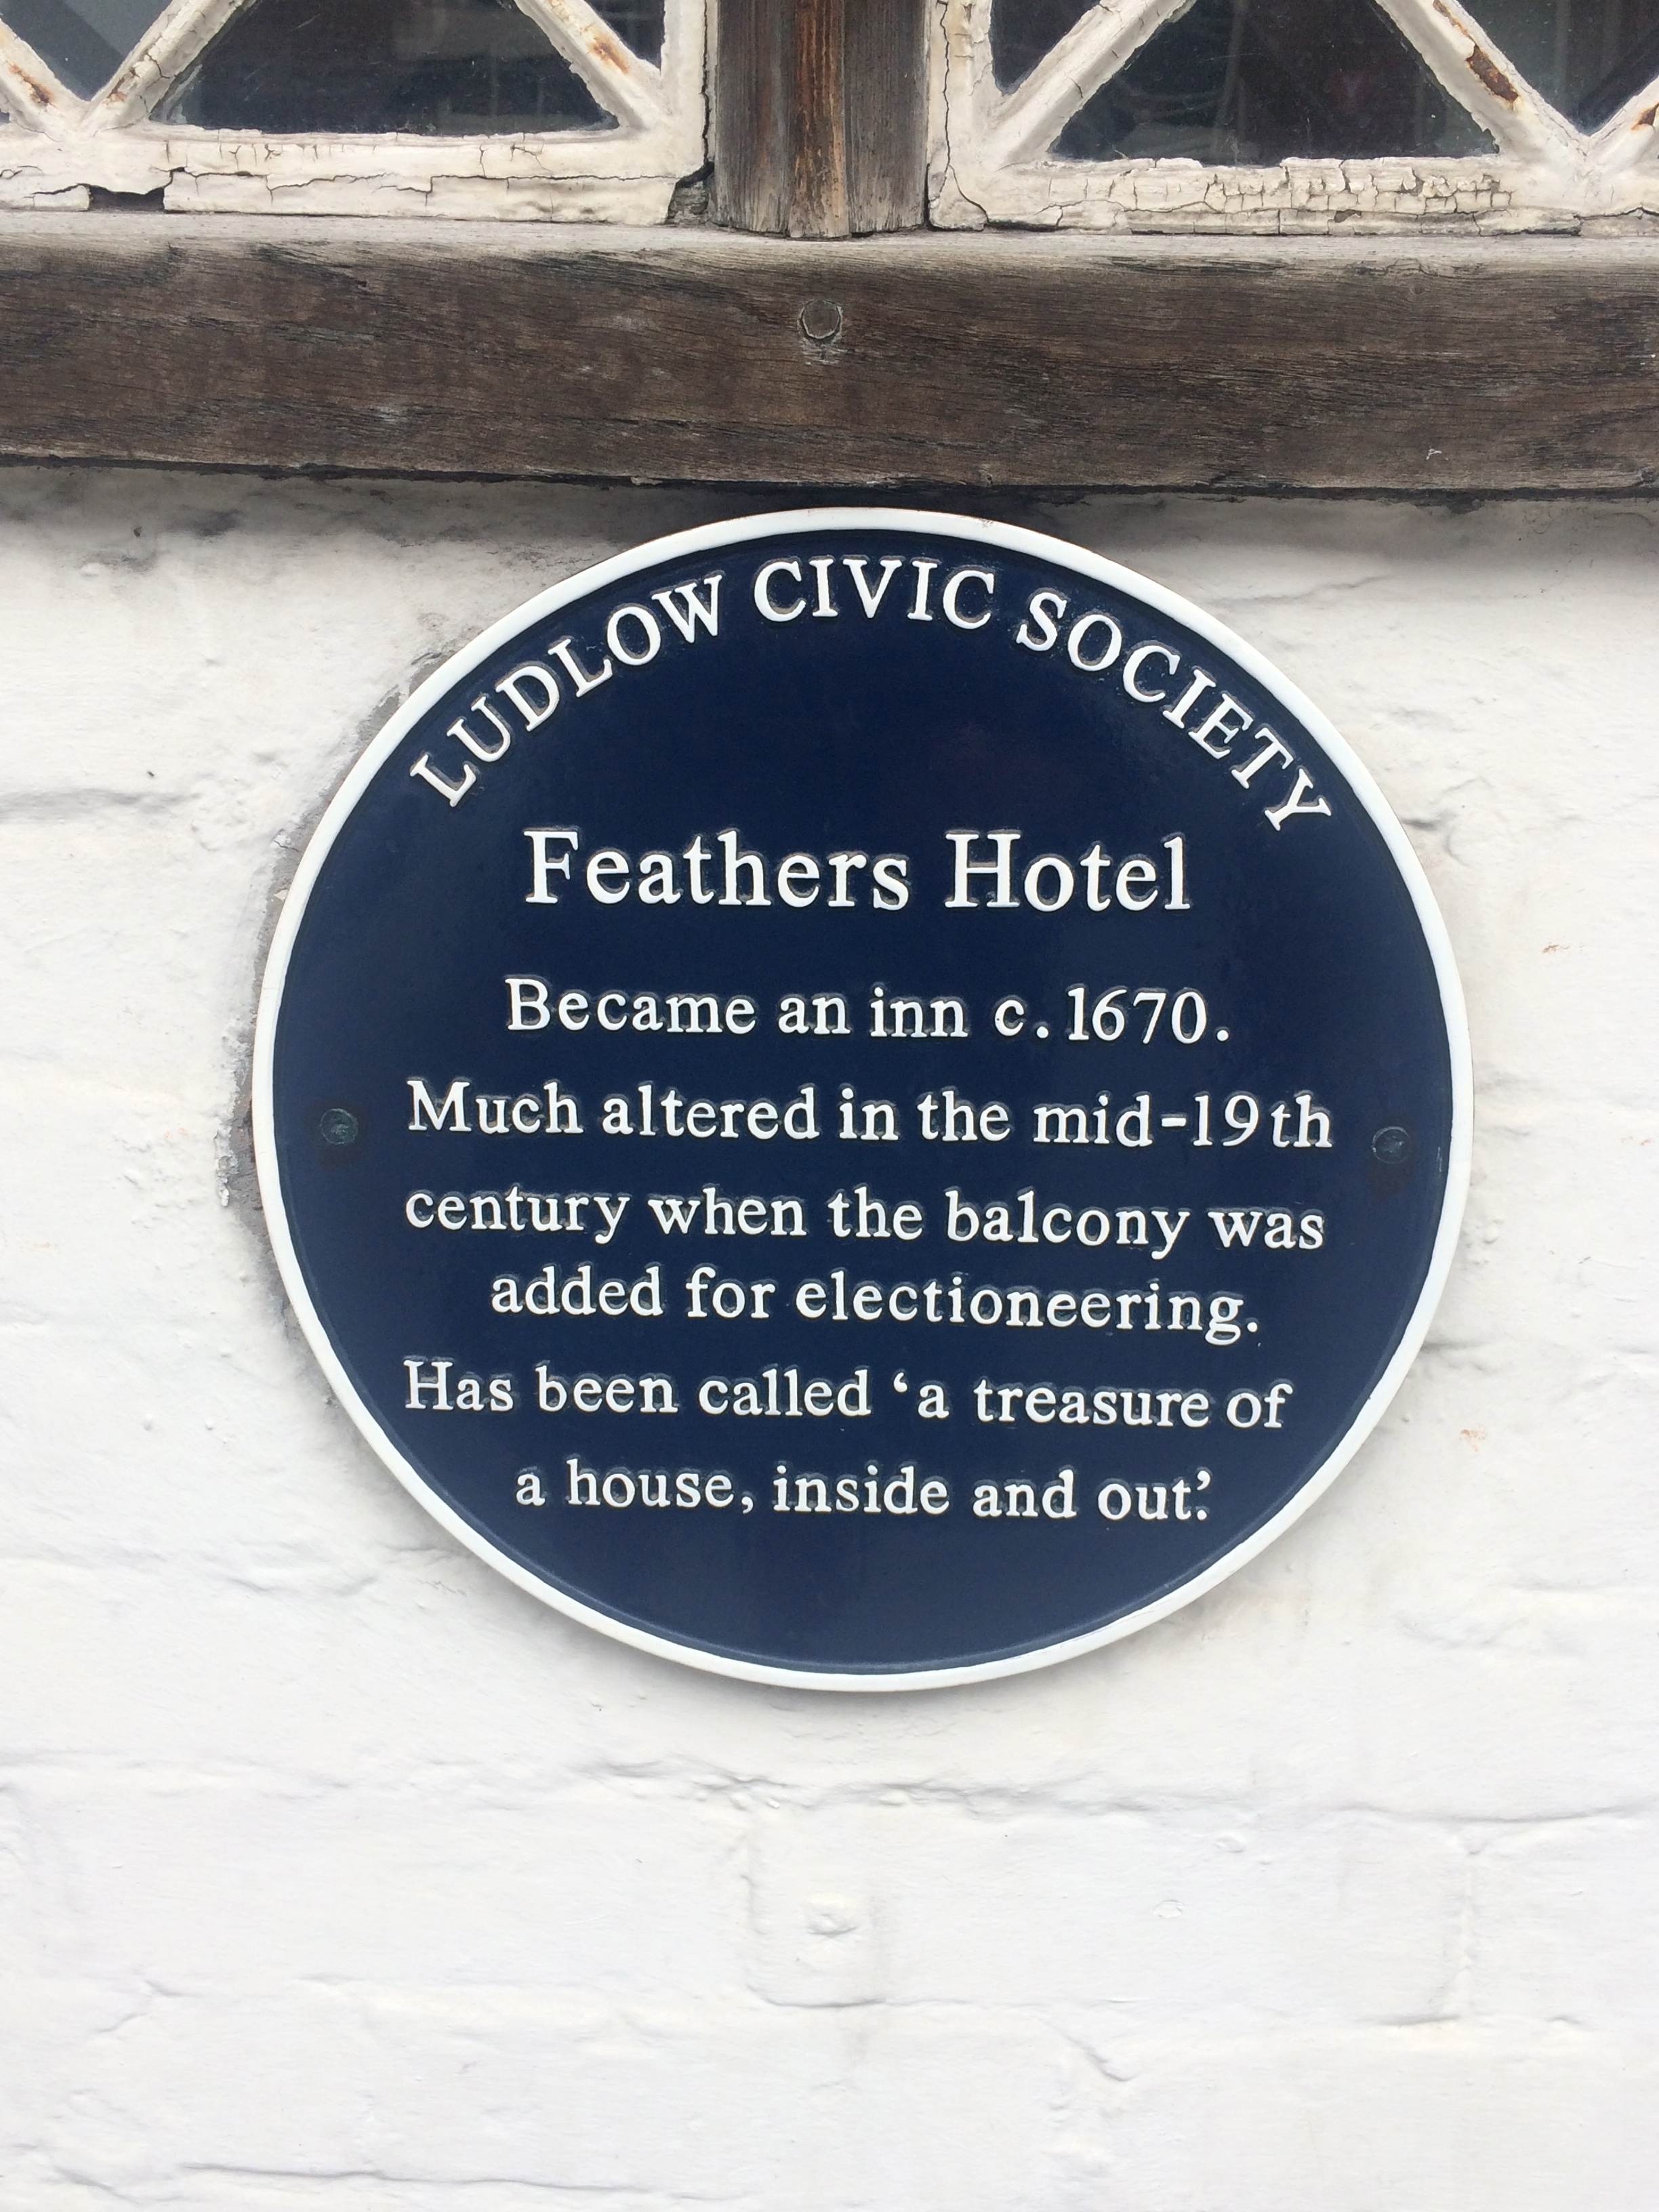 LUDLOW CIVIC SOCIETY
Feathers Hotel
Became an inn c. 1670.
Much altered in the mid-19th
century when the balcony was
added for electioneering.
Has been called ‘a treasure of
a house, inside and out’.